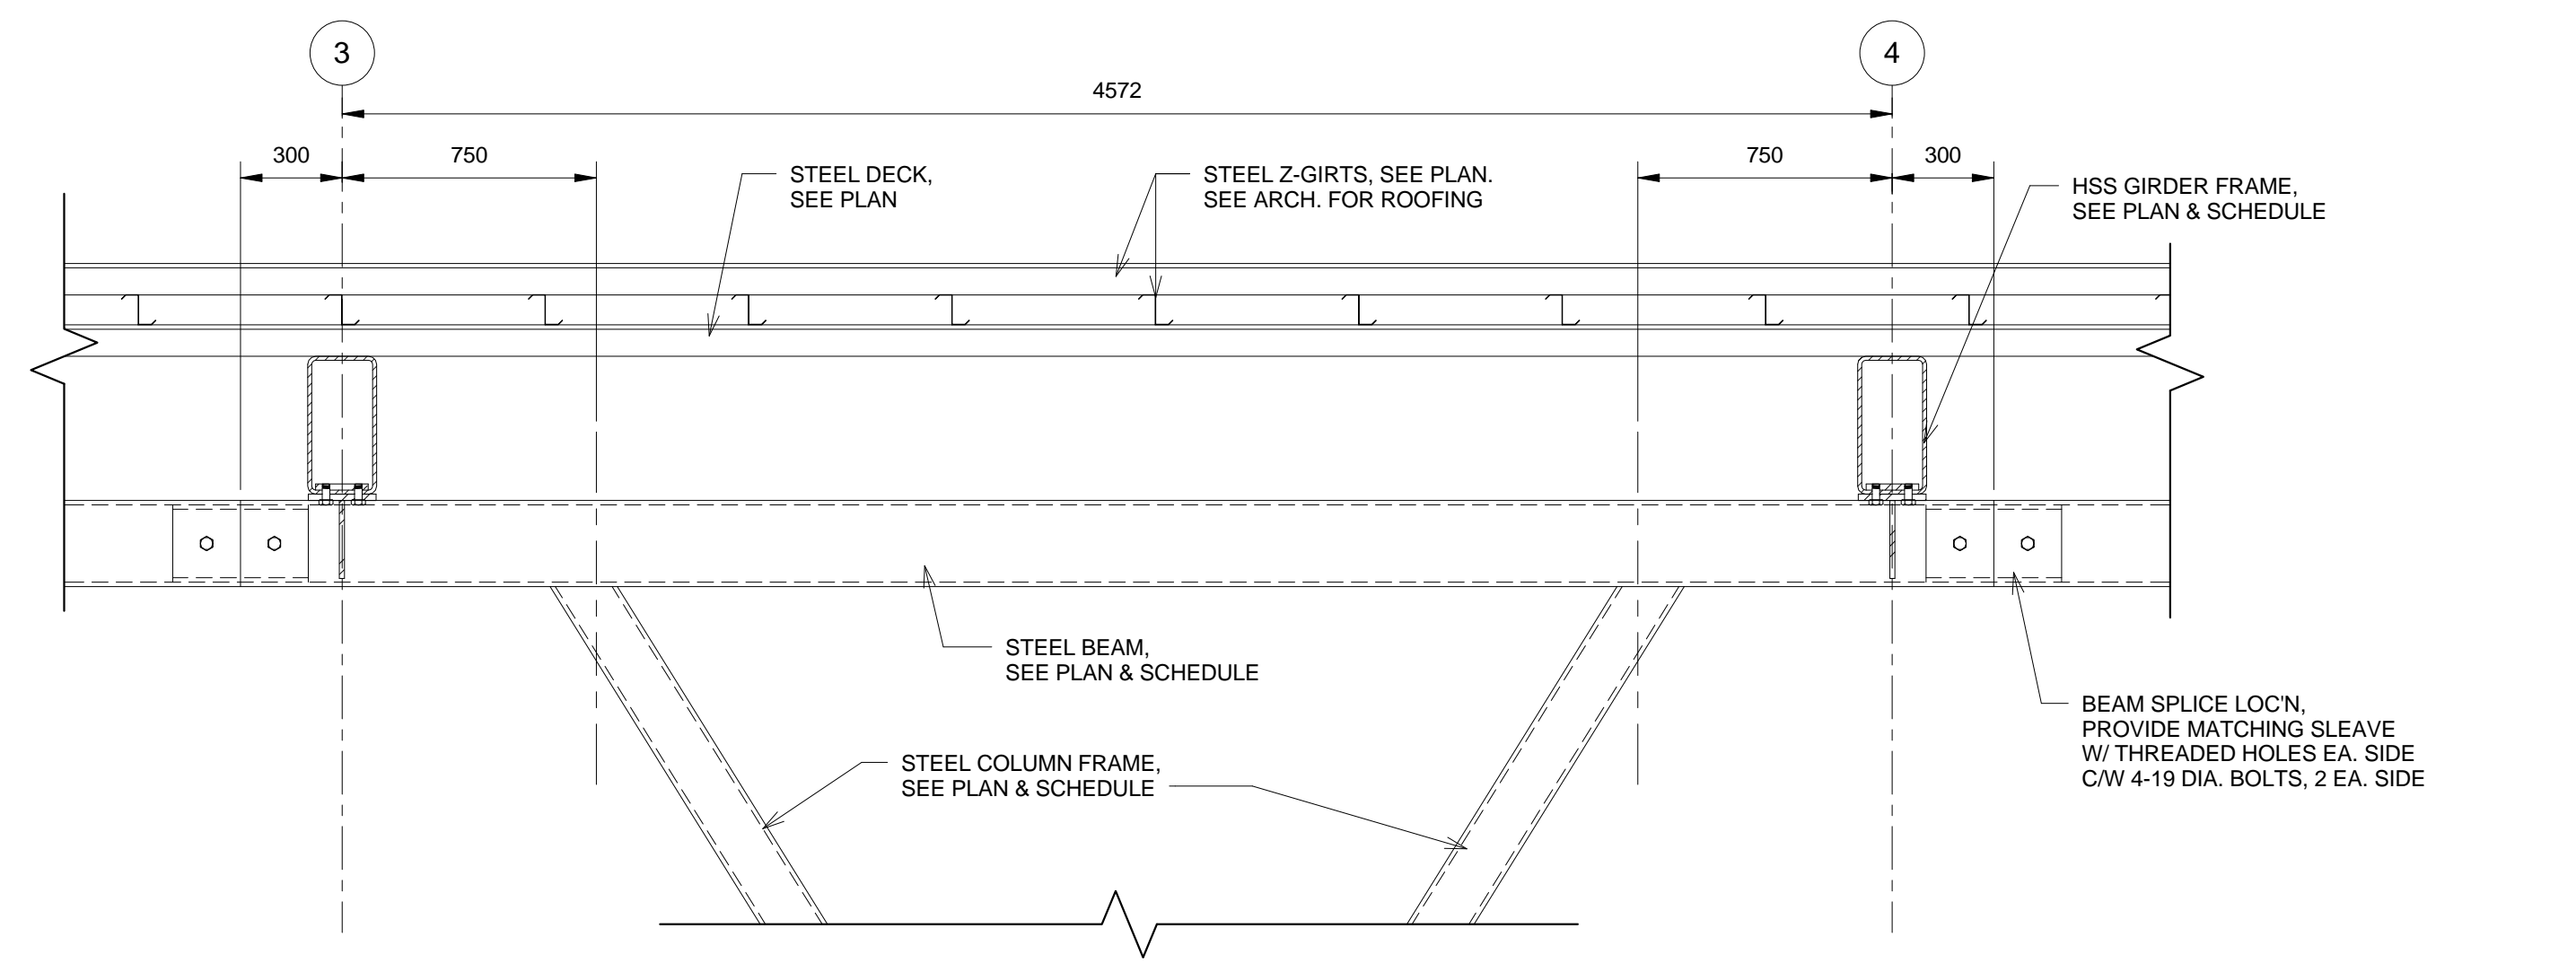 3
4
4572
300
750
750
300
STEEL DECK,
SEE PLAN
STEEL Z-GIRTS, SEE PLAN.
SEE ARCH. FOR ROOFING
HSS GIRDER FRAME,
SEE PLAN & SCHEDULE
STEEL BEAM,
SEE PLAN & SCHEDULE
BEAM SPLICE LOC'N,
PROVIDE MATCHING SLEAVE
W/ THREADED HOLES EA. SIDE
C/W 4-19 DIA. BOLTS, 2 EA. SIDE
STEEL COLUMN FRAME,
SEE PLAN & SCHEDULE